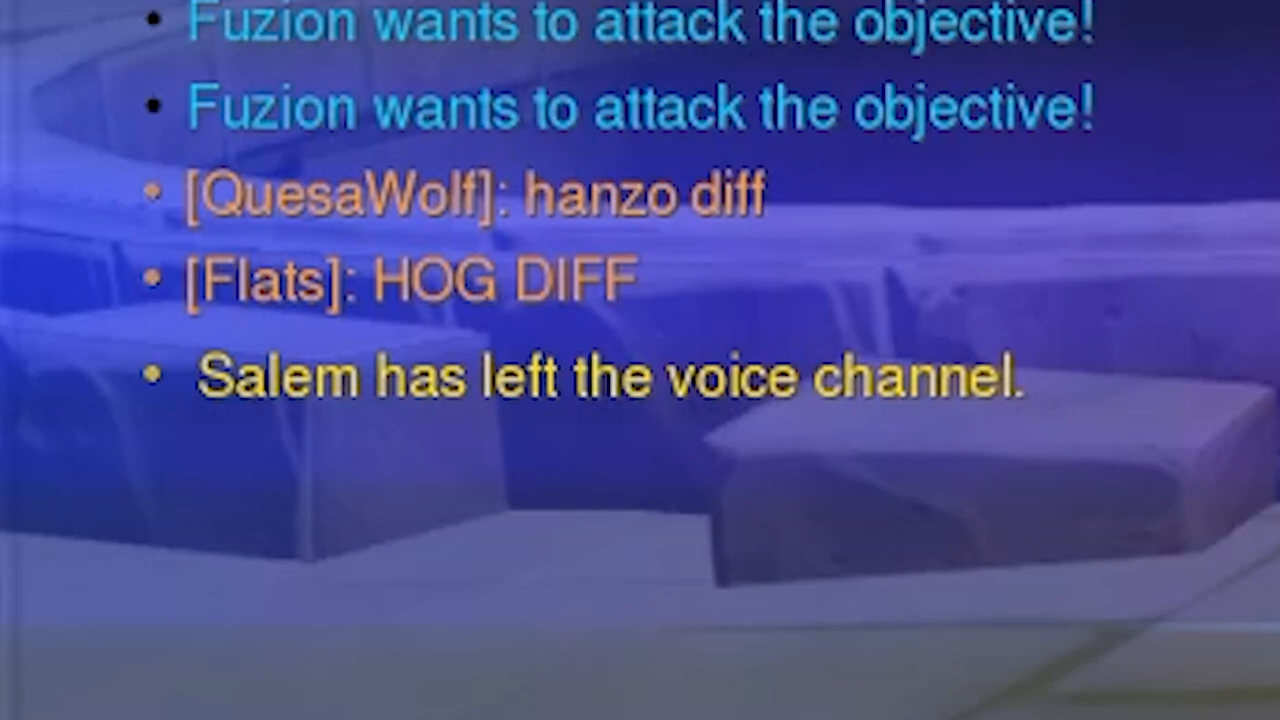 • Fuzion wants to attack the objective!
• Fuzion wants to attack the objective!
• [QuesaWolf]: hanzo diff
• [Flats]: HOG DIFF
• Salem has left the voice channel.